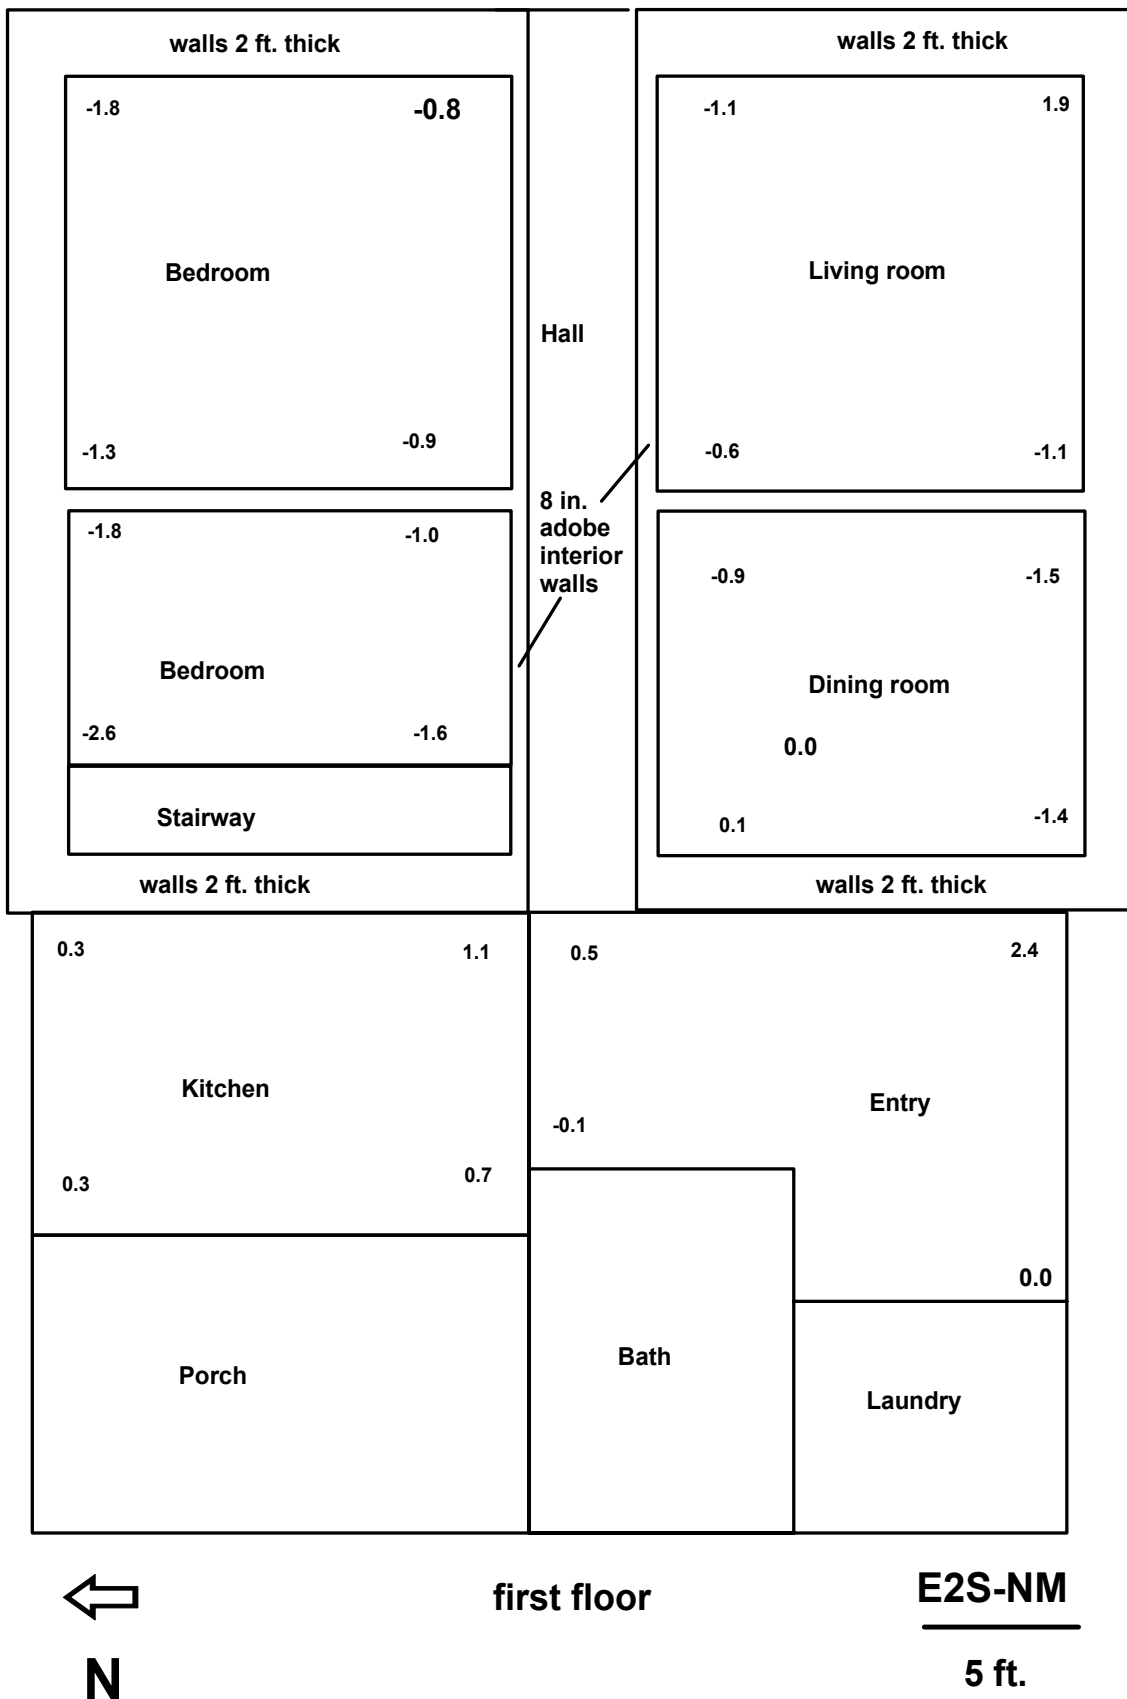 walls 2 ft. thick
walls 2 ft. thick
-1.8
-0.8
-1.1
1.9
Bedroom
Living room
Hall
-1.3
-0.9
-0.6
-1.1
8 in.
adobe
interior
walls
-1.8
-1.0
-0.9
-1.5
Bedroom
Dining room
-2.6
-1.6
0.0
Stairway
0.1
-1.4
walls 2 ft. thick
walls 2 ft. thick
0.3
1.1
0.5
2.4
Kitchen
Entry
-0.1
0.3
0.7
0.0
Porch
Bath
Laundry
first floor
E2S-NM
N
5 ft.